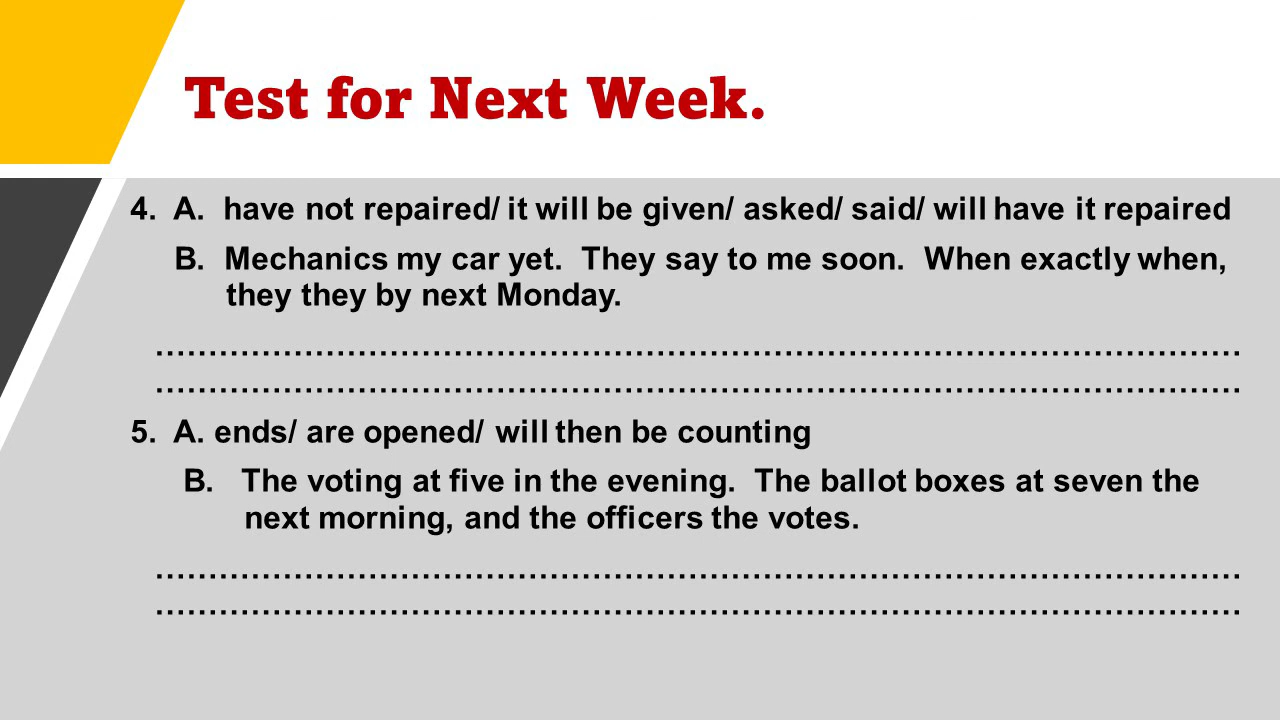 Test for Next Week.
4. A. have not repaired/ it will be given/ asked/ said/ will have it repaired
B. Mechanics my car yet. They say to me soon. When exactly when,
they they by next Monday.
……………………………………………………………………………………………
……………………………………………………………………………………………
5. A. ends/ are opened/ will then be counting
B. The voting at five in the evening. The ballot boxes at seven the
next morning, and the officers the votes.
……………………………………………………………………………………………
……………………………………………………………………………………………